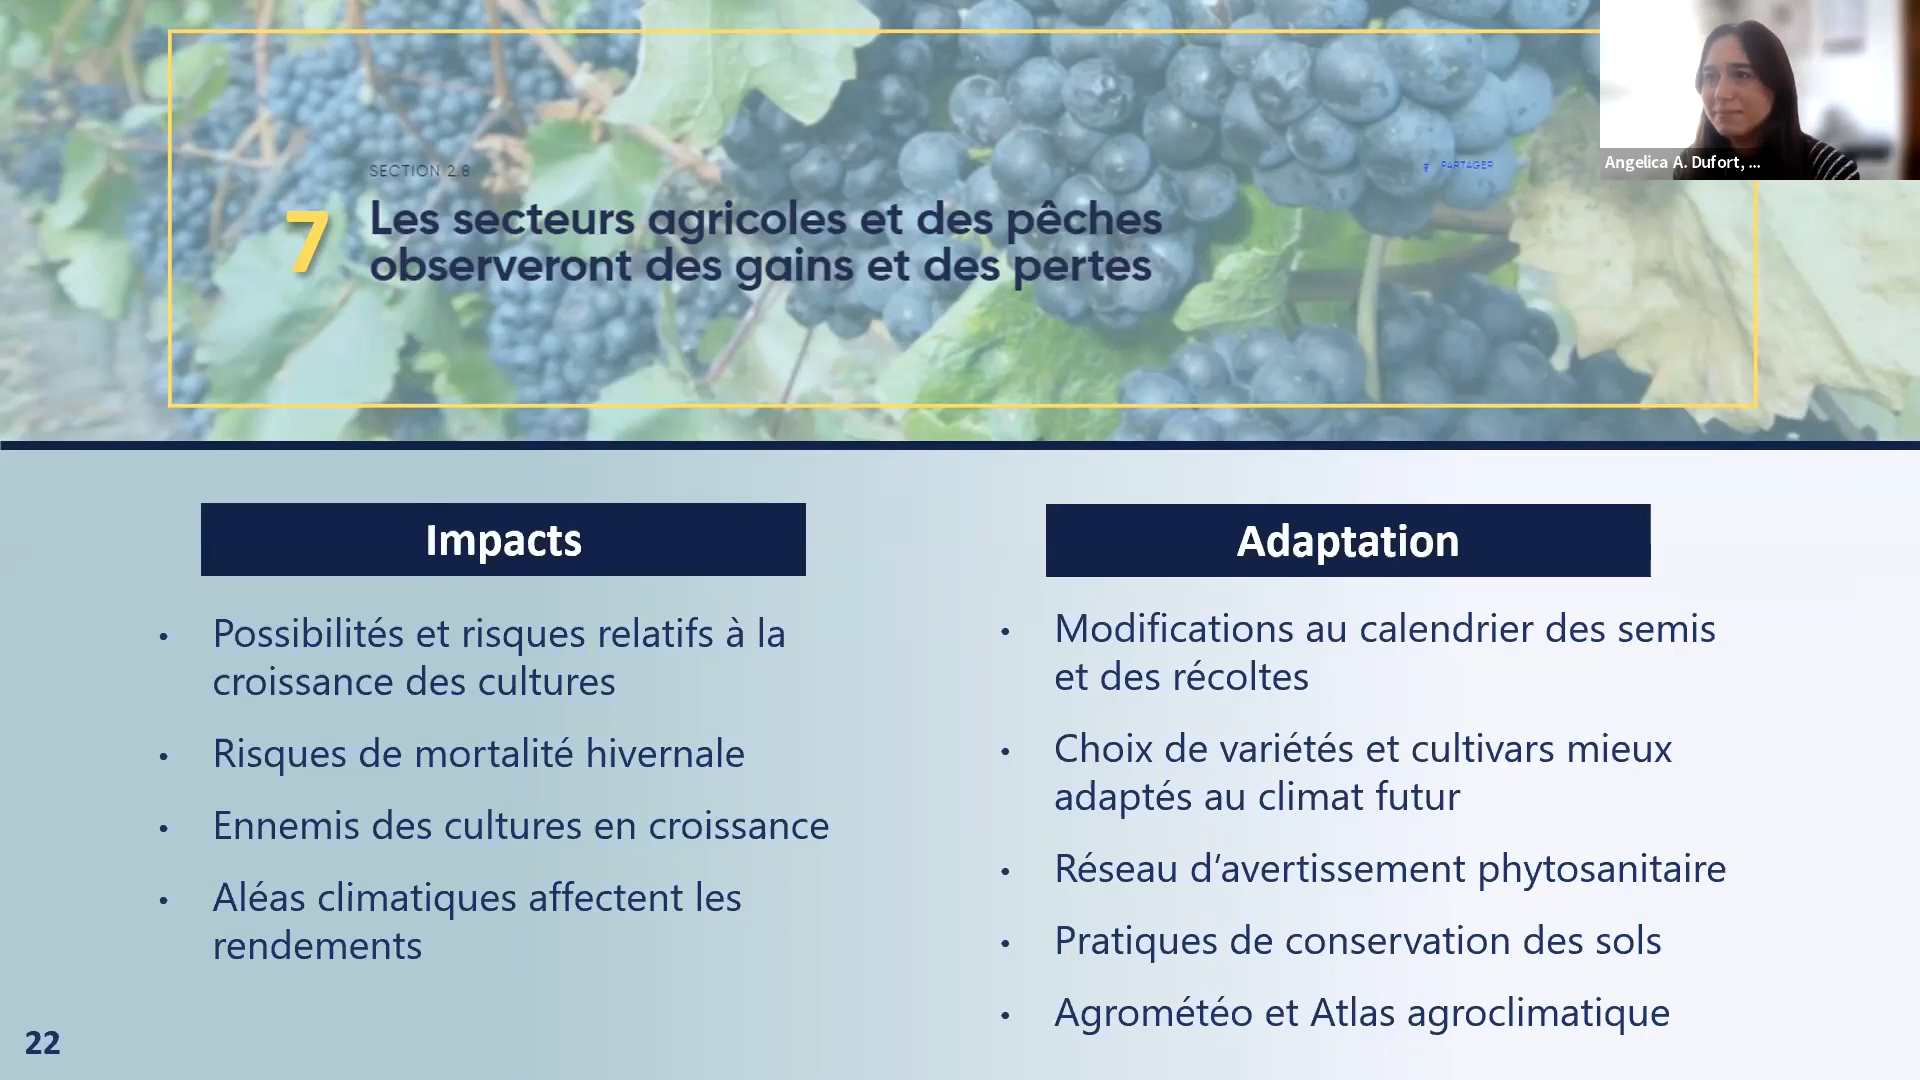 SECTION 2.8
PARTAGER
7
Les secteurs agricoles et des pêches
observeront des gains et des pertes
Angelica A. Dufort, ...
Impacts
• Possibilités et risques relatifs à la
croissance des cultures
• Risques de mortalité hivernale
• Ennemis des cultures en croissance
• Aléas climatiques affectent les
rendements
Adaptation
• Modifications au calendrier des semis
et des récoltes
• Choix de variétés et cultivars mieux
adaptés au climat futur
• Réseau d’avertissement phytosanitaire
• Pratiques de conservation des sols
• Agrométéo et Atlas agroclimatique
22